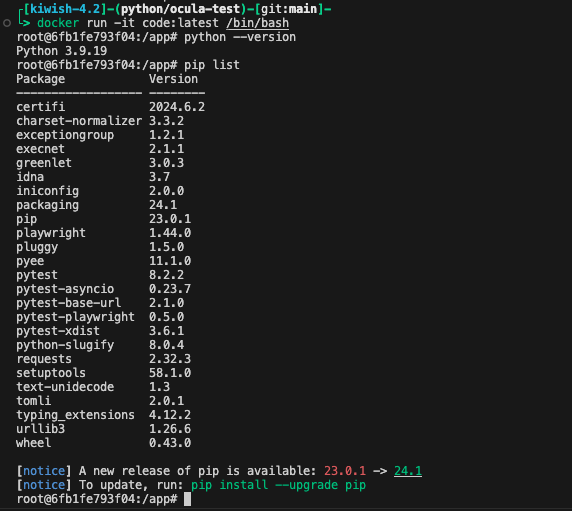 [kiwish-4.2]-(python/ocula-test)-[git:main]-
> docker run -it code:latest /bin/bash
root@6fb1fe793f04:/app# python --version
Python 3.9.19
root@6fb1fe793f04:/app# pip list
Package            Version
------------------ --------
certifi            2024.6.2
charset-normalizer 3.3.2
exceptiongroup     1.2.1
execnet            2.1.1
greenlet           3.0.3
idna               3.7
iniconfig          2.0.0
packaging          24.1
pip                23.0.1
playwright         1.44.0
pluggy             1.5.0
pyee               11.1.0
pytest             8.2.2
pytest-asyncio     0.23.7
pytest-base-url    2.1.0
pytest-playwright  0.5.0
pytest-xdist       3.6.1
python-slugify     8.0.4
requests           2.32.3
setuptools         58.1.0
text-unidecode     1.3
tomli              2.0.1
typing_extensions  4.12.2
urllib3            1.26.6
wheel              0.43.0
[notice] A new release of pip is available: 23.0.1 -> 24.1
[notice] To update, run: pip install --upgrade pip
root@6fb1fe793f04:/app#